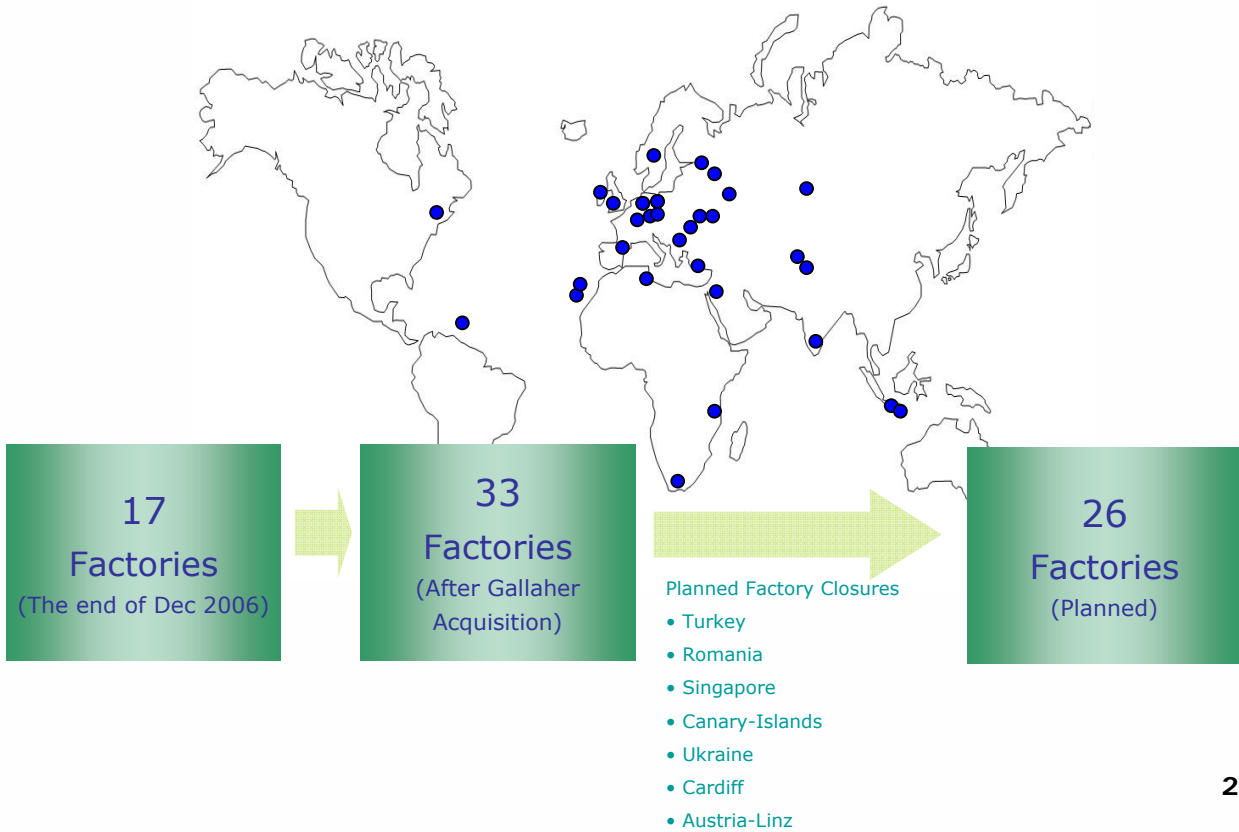 17
Factories
(The end of Dec 2006)
33
Factories
(After Gallaher
Acquisition)
Planned Factory Closures
• Turkey
• Romania
• Singapore
• Canary-Islands
• Ukraine
• Cardiff
• Austria-Linz
26
Factories
(Planned)
2